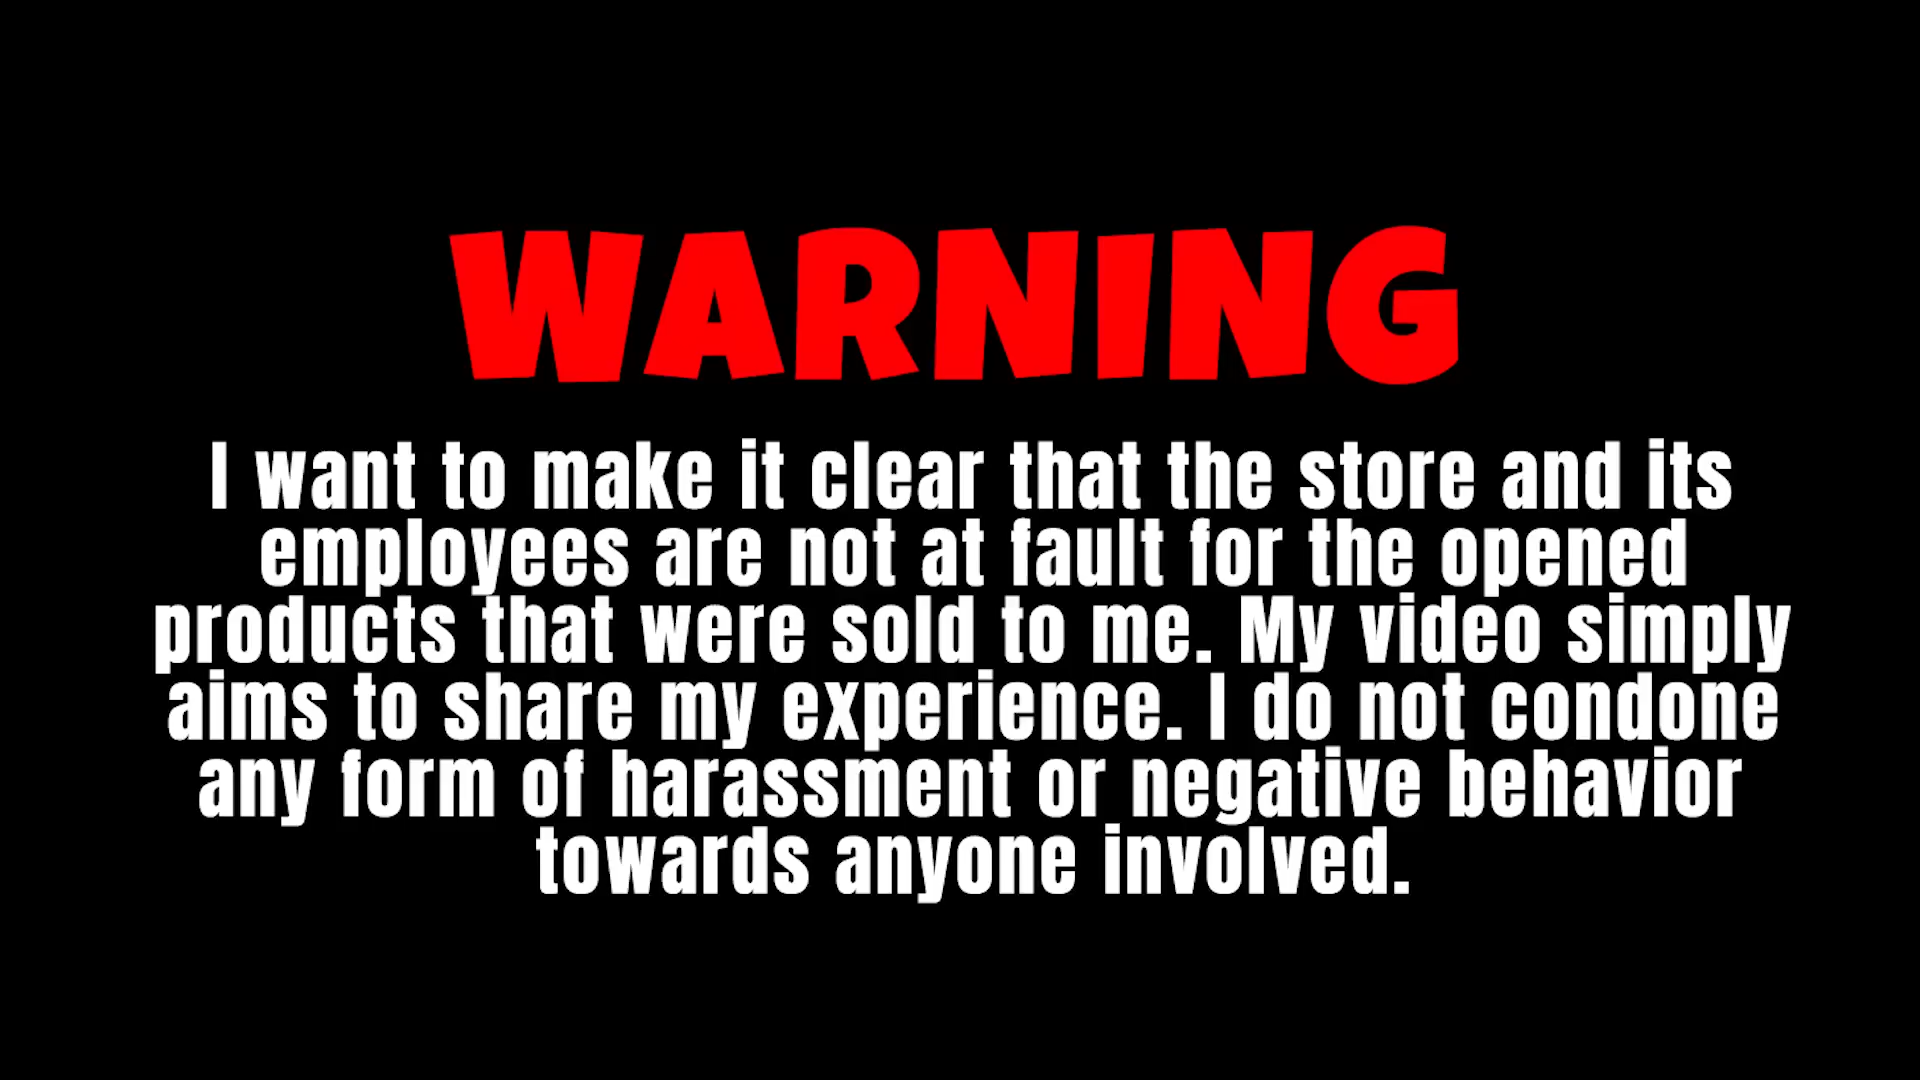 WARNING
I want to make it clear that the store and its
employees are not at fault for the opened
products that were sold to me. My video simply
aims to share my experience. I do not condone
any form of harassment or negative behavior
towards anyone involved.